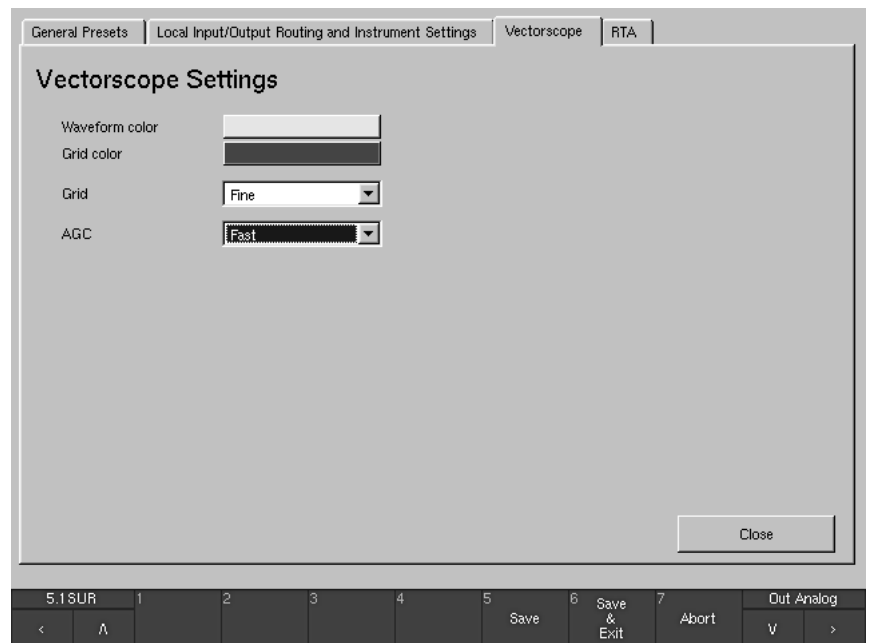 General Presets Local Input/Output Routing and Instrument Settings Vectorscope RTA
Vectorscope Settings
Waveform color
Grid color
Grid Fine
AGC Fast
Close
5.1SUR 1 2 3 4 5 Save 6 Save & Exit 7 Abort Out Analog
< Λ V >